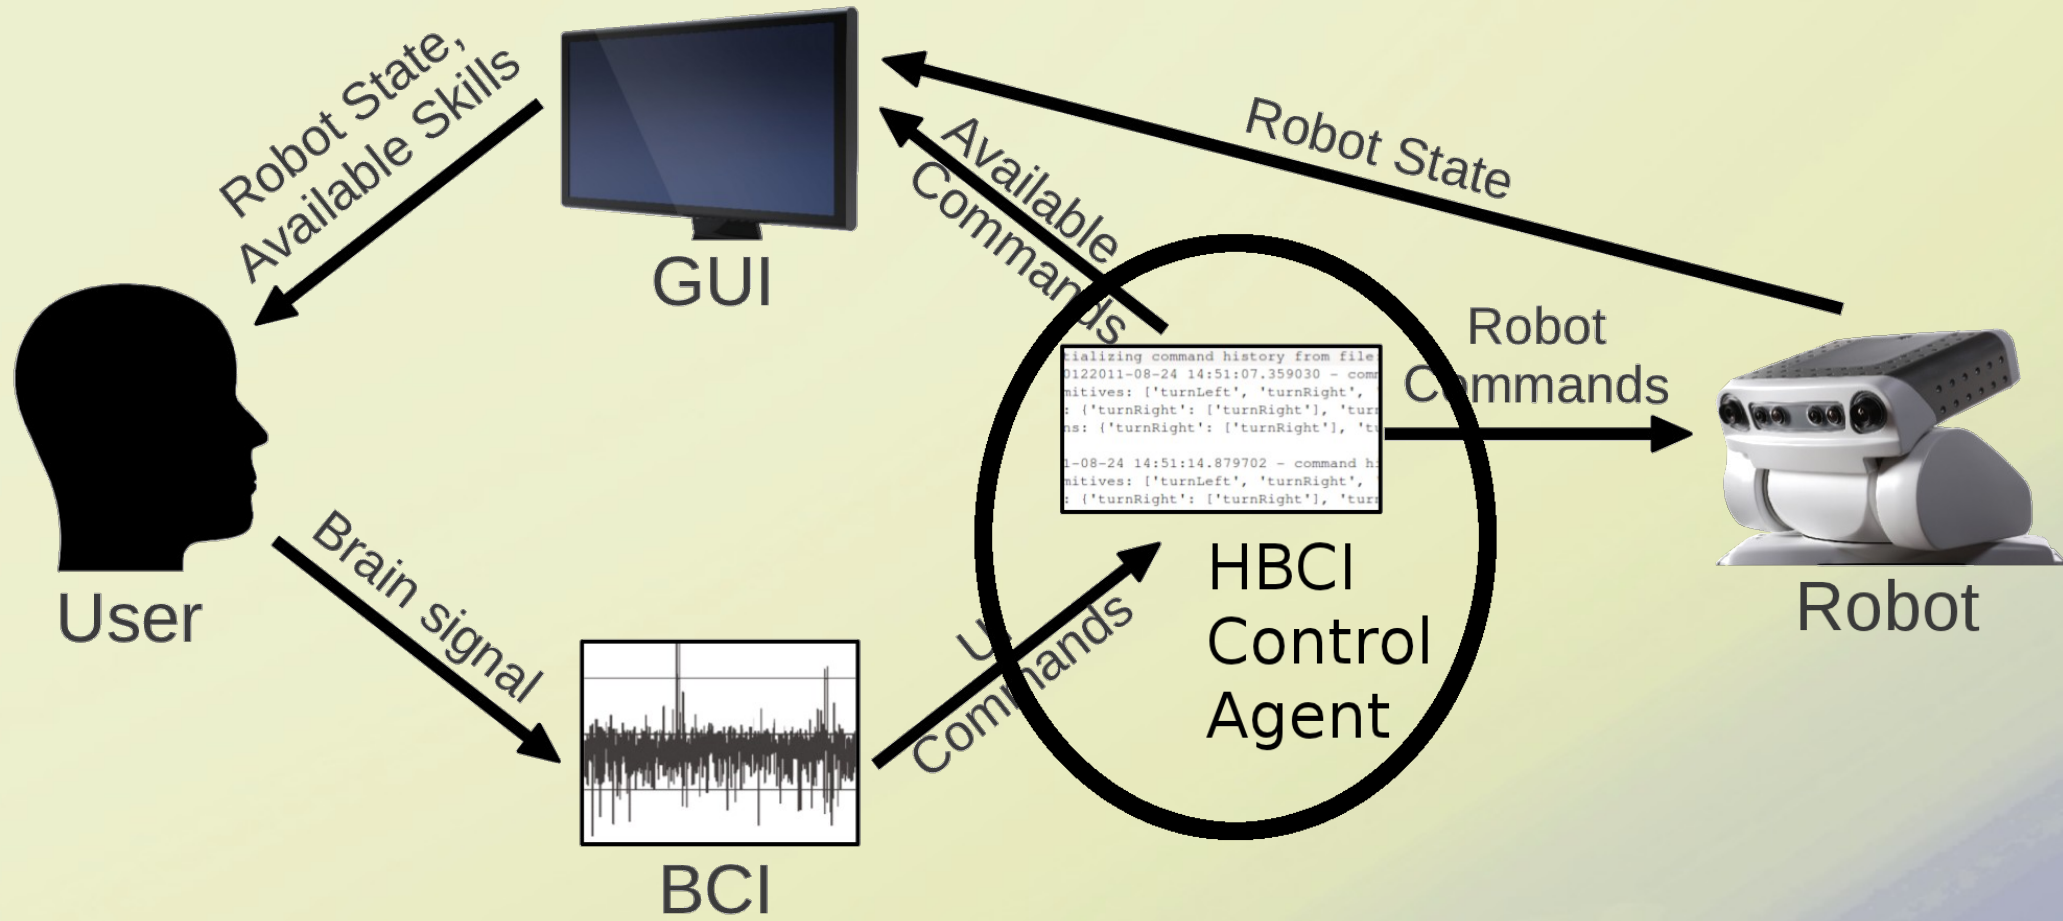 Robot State,
Available Skills
GUI
Available
Commands
Robot State
Robot
Commands
tializing command history from file
0122011-08-24 14:51:07.359030 - com
mitives: ['turnLeft', 'turnRight',
: {'turnRight': ['turnRight'], 'turn
ns: {'turnRight': ['turnRight'], 'tu
1-08-24 14:51:14.879702 - command h
mitives: ['turnLeft', 'turnRight',
: {'turnRight': ['turnRight'], 'turn
HBCI
Control
Agent
Robot
User
Brain signal
Commands
BCI